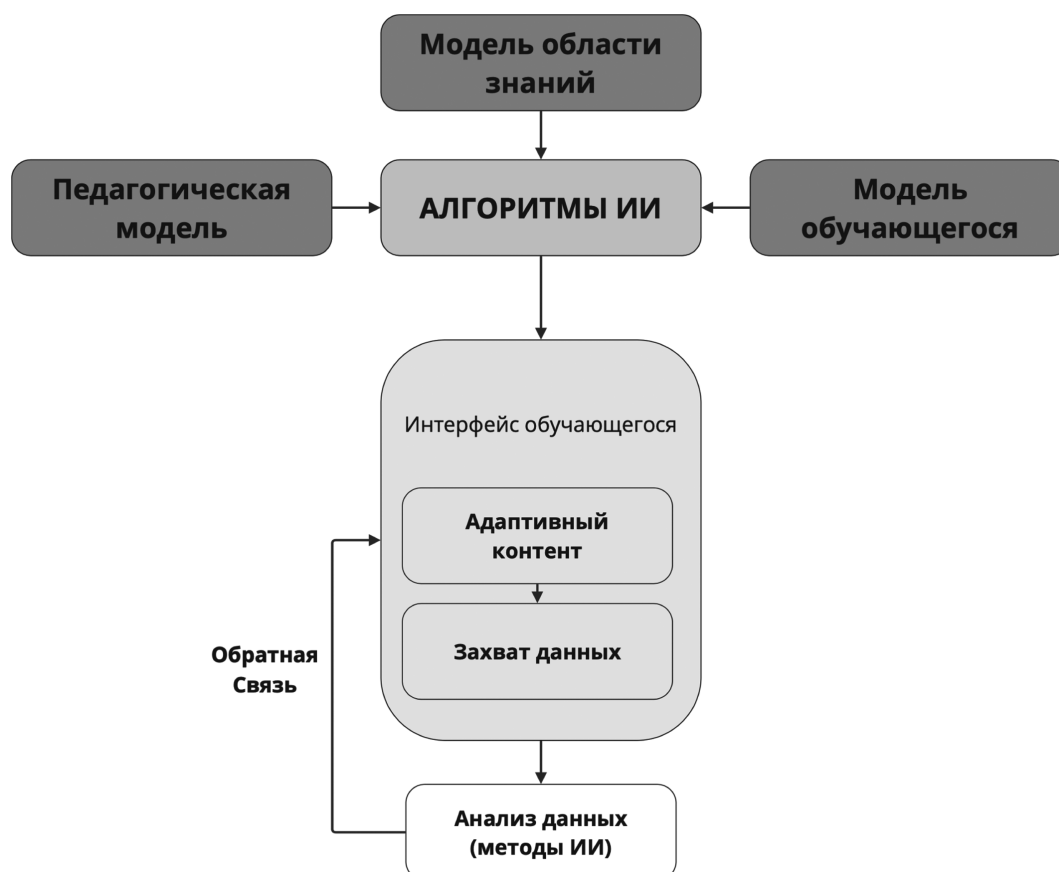 Модель области
знаний
Педагогическая
модель
АЛГОРИТМЫ ИИ
Модель
обучающегося
Интерфейс обучающегося
Адаптивный
контент
Захват данных
Обратная
Связь
Анализ данных
(методы ИИ)